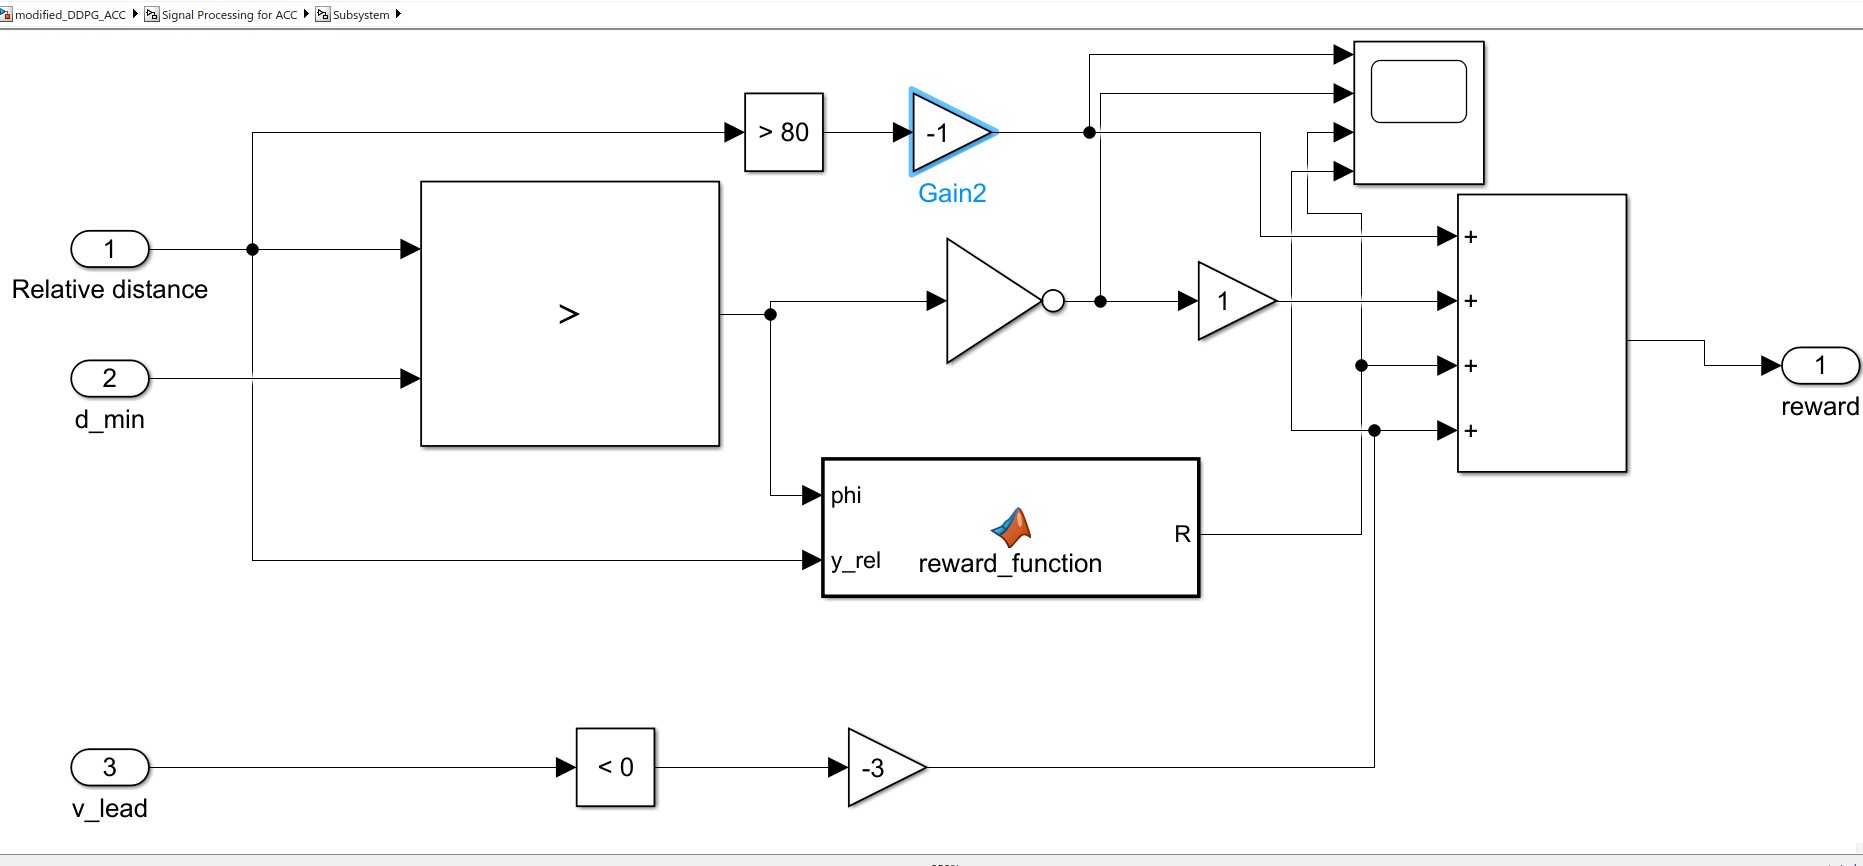 modified_DDPG_ACC Signal Processing for ACC Subsystem
> 80
-1
Gain2
1
Relative distance
>
1
+
+
+
+
2
d_min
1
reward
phi
y_rel
R
reward_function
3
v_lead
< 0
-3